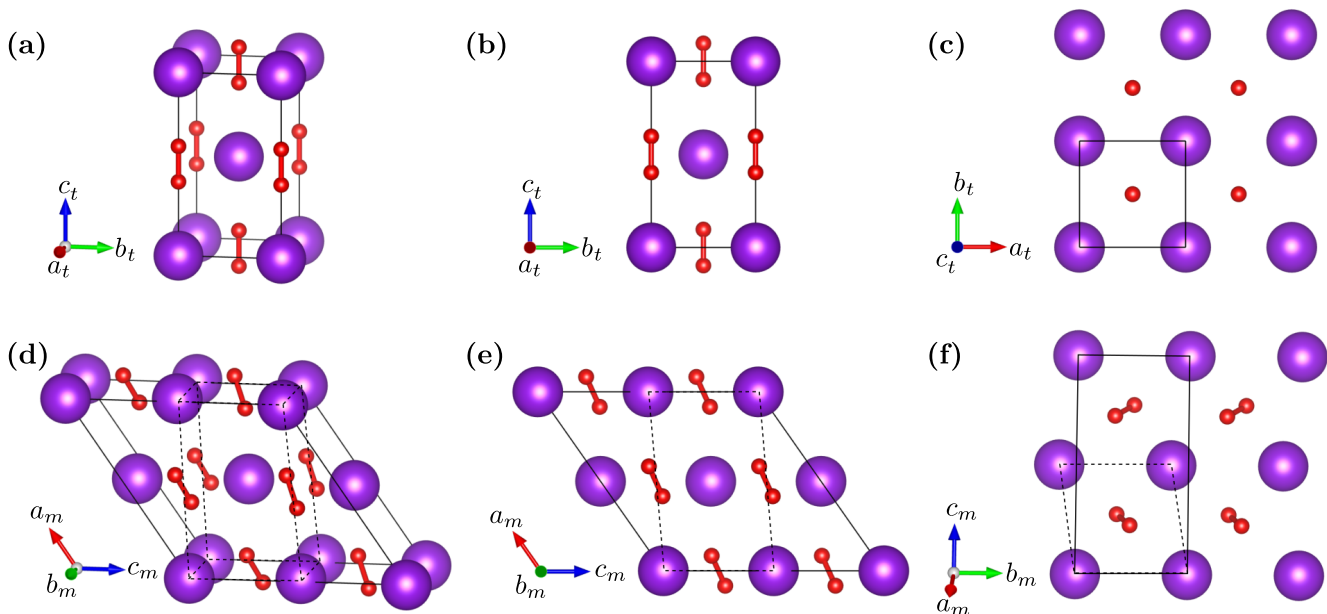 (a)
c_t
b_t
a_t
(b)
c_t
b_t
a_t
(c)
b_t
a_t
c_t
(d)
a_m
c_m
b_m
(e)
a_m
c_m
b_m
(f)
c_m
b_m
a_m